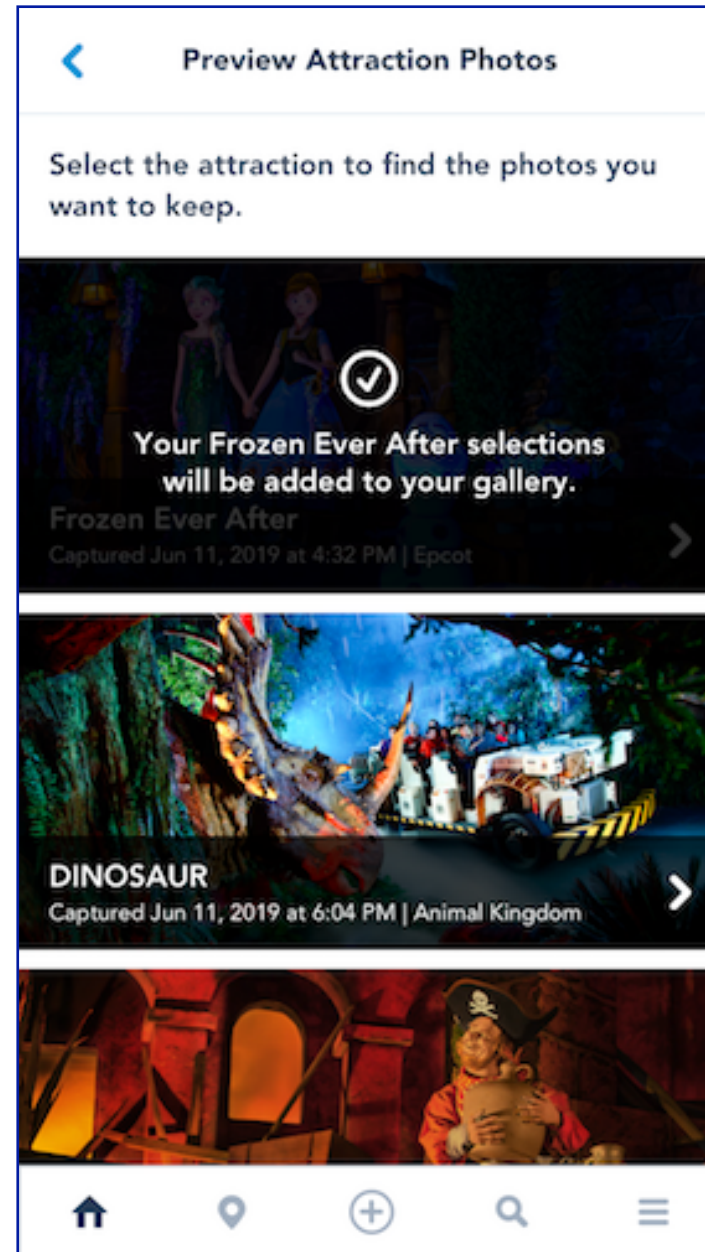 Preview Attraction Photos
Select the attraction to find the photos you
want to keep.
Your Frozen Ever After selections
will be added to your gallery.
Frozen Ever After
Captured Jun 11, 2019 at 4:32 PM | Epcot
DINOSAUR
Captured Jun 11, 2019 at 6:04 PM | Animal Kingdom